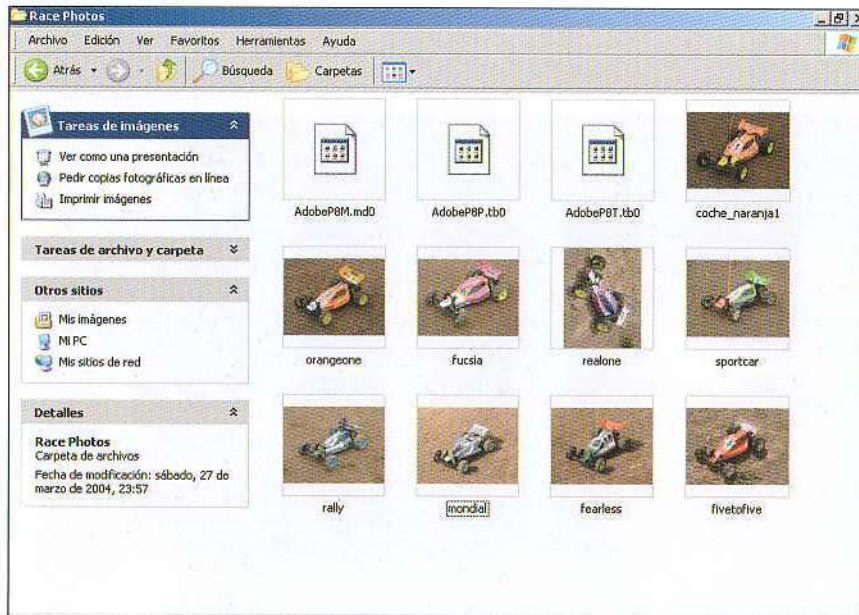 Race Photos
Archivo Edición Ver Favoritos Herramientas Ayuda
Atrás Búsqueda Carpetas
Tareas de imágenes
Ver como una presentación
Pedir copias fotográficas en línea
Imprimir imágenes
Tareas de archivo y carpeta
Otros sitios
Mis imágenes
Mi PC
Mis sitios de red
Detalles
Race Photos
Carpeta de archivos
Fecha de modificación: sábado, 27 de
marzo de 2004, 23:57
AdobeP8M.md0 AdobeP8P.tb0 AdobeP8T.tb0 coche_naranja1
orangeone fucsia realone sportcar
rally mondial fearless fivetofive